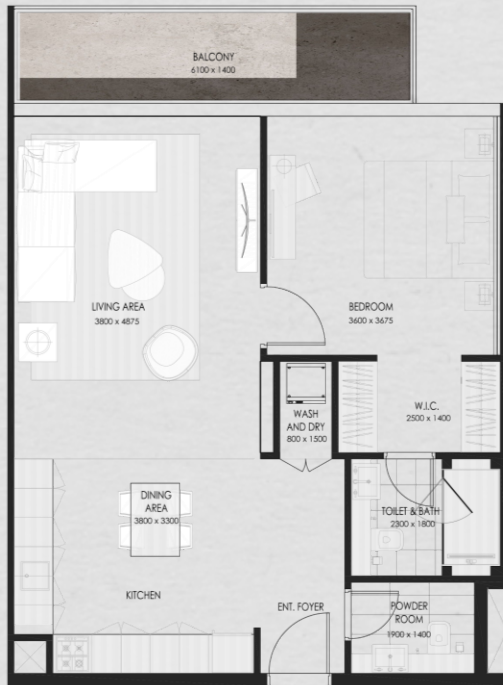 BALCONY
6100 x 1400
LIVING AREA
3800 x 4875
BEDROOM
3600 x 3675
WASH
AND DRY
800 x 1500
W.I.C.
2500 x 1400
DINING
AREA
3800 x 3300
TOILET & BATH
2300 x 1800
KITCHEN
ENT. FOYER
POWDER
ROOM
1900 x 1400